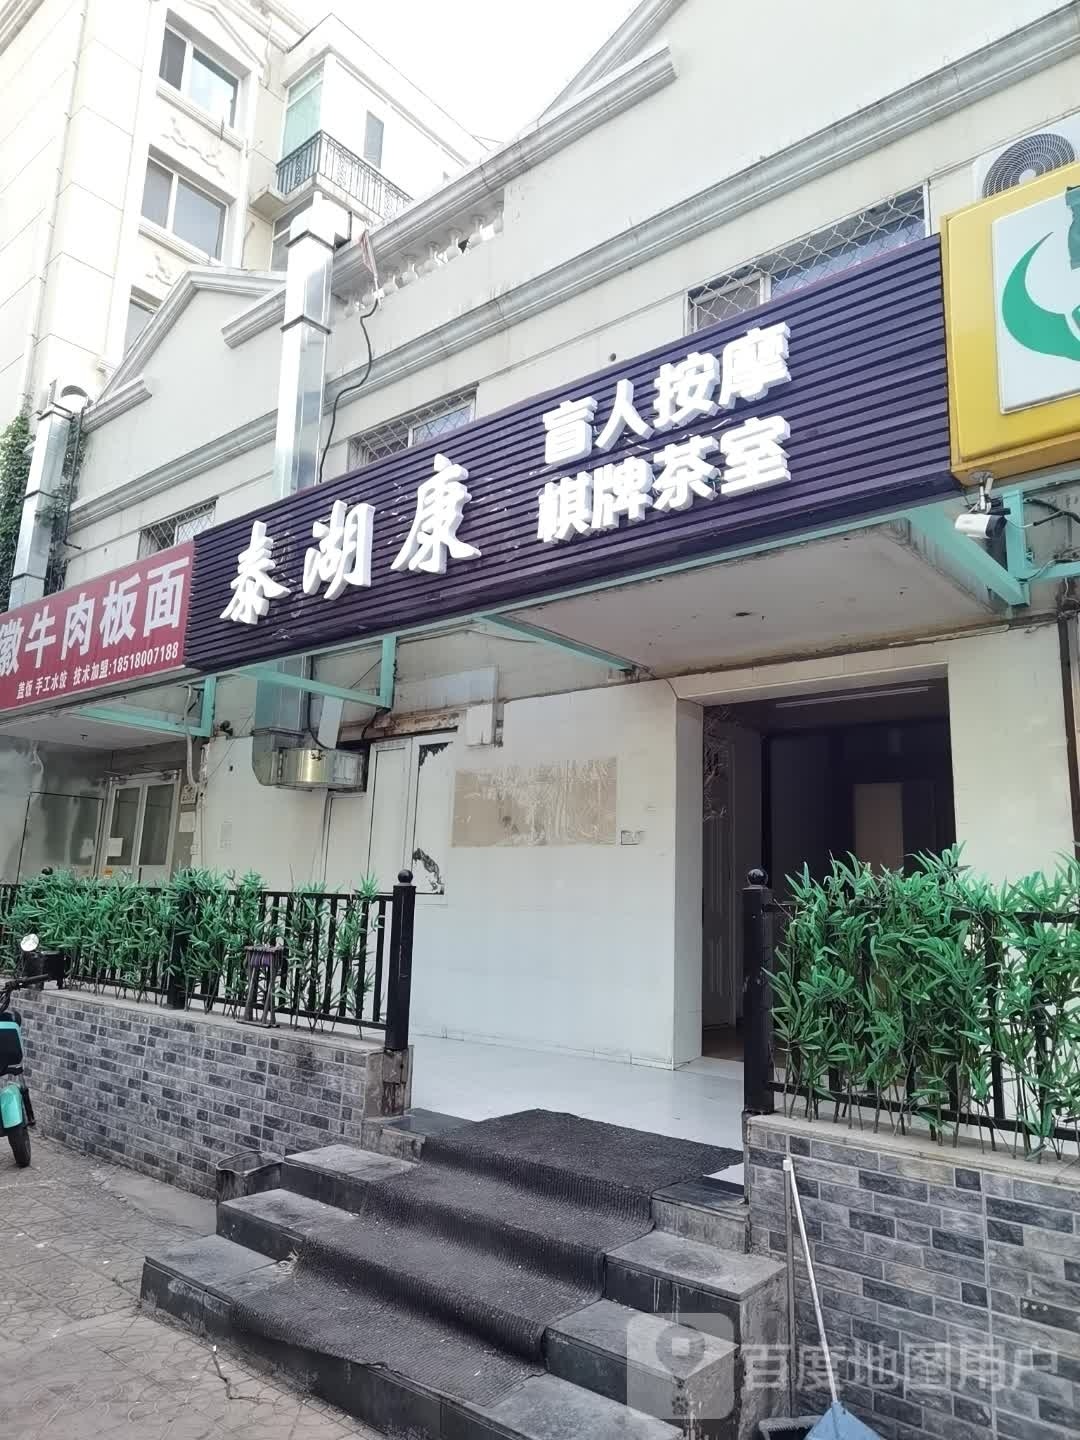 泰湖康
盲人按摩
棋牌茶室
徽牛肉板面
盖饭 手工水饺 技术加盟:18518007188
百度地图用户